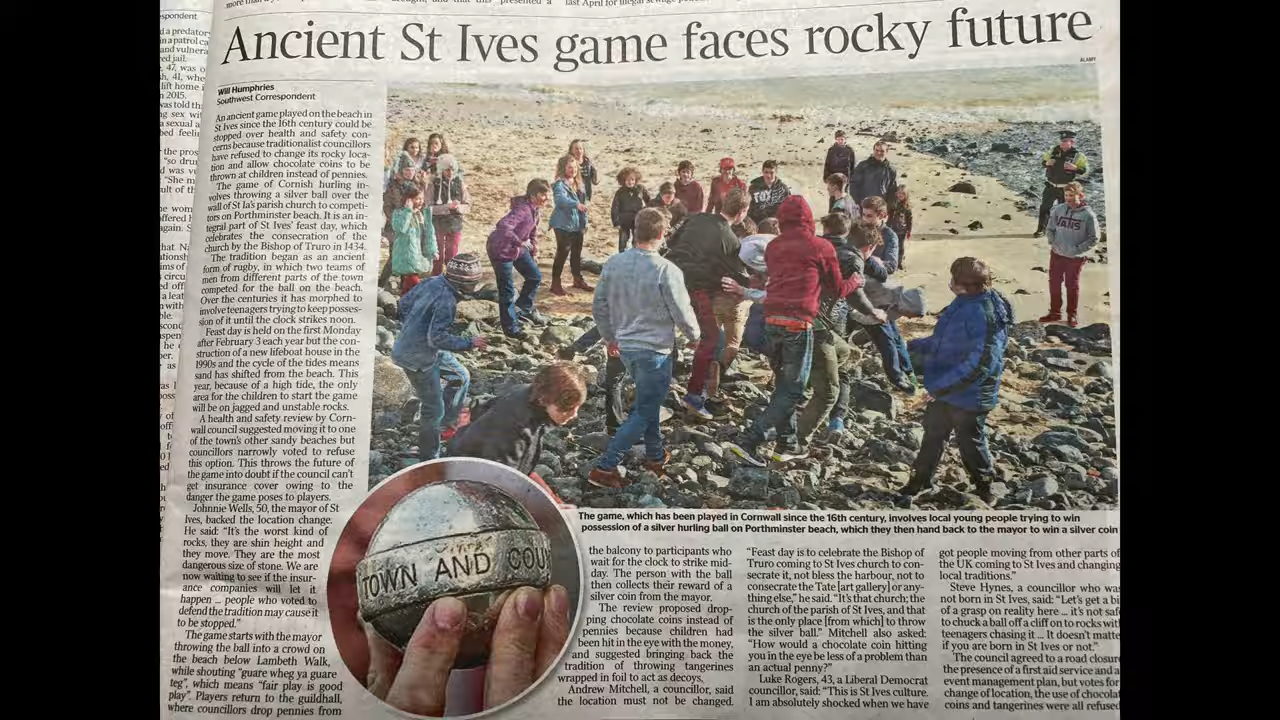 Ancient St Ives game faces rocky future
ALAMY
Will Humphries
Southwest Correspondent
An ancient game played on the beach in
St Ives since the 16th century could be
stopped over health and safety con-
cerns because traditionalist councillors
have refused to change its rocky loca-
tion and allow chocolate coins to be
thrown at children instead of pennies.
The game of Cornish hurling in-
volves throwing a silver ball over the
wall of St Ia's parish church to competi-
tors on Porthminster beach. It is an in-
tegral part of St Ives' feast day, which
celebrates the consecration of the
church by the Bishop of Truro in 1434.
The tradition began as an ancient
form of rugby, in which two teams of
men from different parts of the town
competed for the ball on the beach.
Over the centuries it has morphed to
involve teenagers trying to keep posses-
sion of it until the clock strikes noon.
Feast day is held on the first Monday
after February 3 each year but the con-
struction of a new lifeboat house in the
1990s and the cycle of the tides means
sand has shifted from the beach. This
year, because of a high tide, the only
area for the children to start the game
will be on jagged and unstable rocks.
A health and safety review by Corn-
wall council suggested moving it to one
of the town's other sandy beaches but
councillors narrowly voted to refuse
this option. This throws the future of
the game into doubt if the council can't
get insurance cover owing to the
danger the game poses to players.
Johnnie Wells, 50, the mayor of St
Ives, backed the location change.
He said: "It's the worst kind of
rocks, they are shin height and
they move. They are the most
dangerous size of stone. We are
now waiting to see if the insur-
ance companies will let it
happen ... people who voted to
defend the tradition may cause it
to be stopped."
The game starts with the mayor
throwing the ball into a crowd on
the beach below Lambeth Walk,
while shouting "guare wheg ya guare
teg", which means "fair play is good
play". Players return to the guildhall,
where councillors drop pennies from
VANS
TOWN AND COU
The game, which has been played in Cornwall since the 16th century, involves local young people trying to win
possession of a silver hurling ball on Porthminster beach, which they then hand back to the mayor to win a silver coin
the balcony to participants who
wait for the clock to strike mid-
day. The person with the ball
then collects their reward of a
silver coin from the mayor.
The review proposed drop-
ping chocolate coins instead of
pennies because children had
been hit in the eye with the money,
and suggested bringing back the
tradition of throwing tangerines
wrapped in foil to act as decoys.
Andrew Mitchell, a councillor, said
the location must not be changed.
"Feast day is to celebrate the Bishop of
Truro coming to St Ives church to con-
secrate it, not bless the harbour, not to
consecrate the Tate [art gallery] or any-
thing else," he said. "It's that church; the
church of the parish of St Ives, and that
is the only place [from which] to throw
the silver ball." Mitchell also asked:
"How would a chocolate coin hitting
you in the eye be less of a problem than
an actual penny?"
Luke Rogers, 43, a Liberal Democrat
councillor, said: "This is St Ives culture.
I am absolutely shocked when we have
got people moving from other parts of
the UK coming to St Ives and changing
local traditions."
Steve Hynes, a councillor who was
not born in St Ives, said: "Let's get a bi
of a grasp on reality here ... it's not safe
to chuck a ball off a cliff on to rocks with
teenagers chasing it ... It doesn't matte
if you are born in St Ives or not."
The council agreed to a road closure
the presence of a first aid service and a
event management plan, but votes for
change of location, the use of chocolat
coins and tangerines were all refused